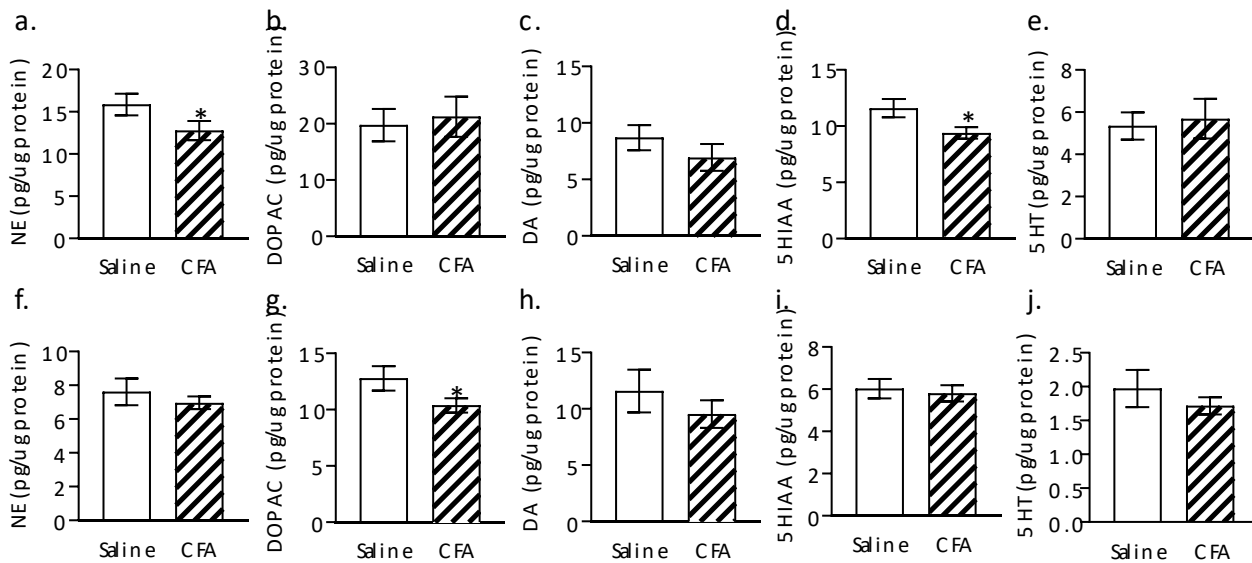 a.
NE (pg/ug protein)
20
15
10
5
0
*
Saline CFA
b.
DOPAC (pg/ug protein)
30
20
10
0
Saline CFA
c.
DA (pg/ug protein)
15
10
5
0
Saline CFA
d.
5HIAA (pg/ug protein)
15
10
5
0
*
Saline CFA
e.
5HT (pg/ug protein)
8
6
4
2
0
Saline CFA
f.
NE (pg/ug protein)
10
8
6
4
2
0
Saline CFA
g.
DOPAC (pg/ug protein)
15
10
5
0
*
Saline CFA
h.
DA (pg/ug protein)
15
10
5
0
Saline CFA
i.
5HIAA (pg/ug protein)
8
6
4
2
0
Saline CFA
j.
5HT (pg/ug protein)
2.5
2.0
1.5
1.0
0.5
0.0
Saline CFA